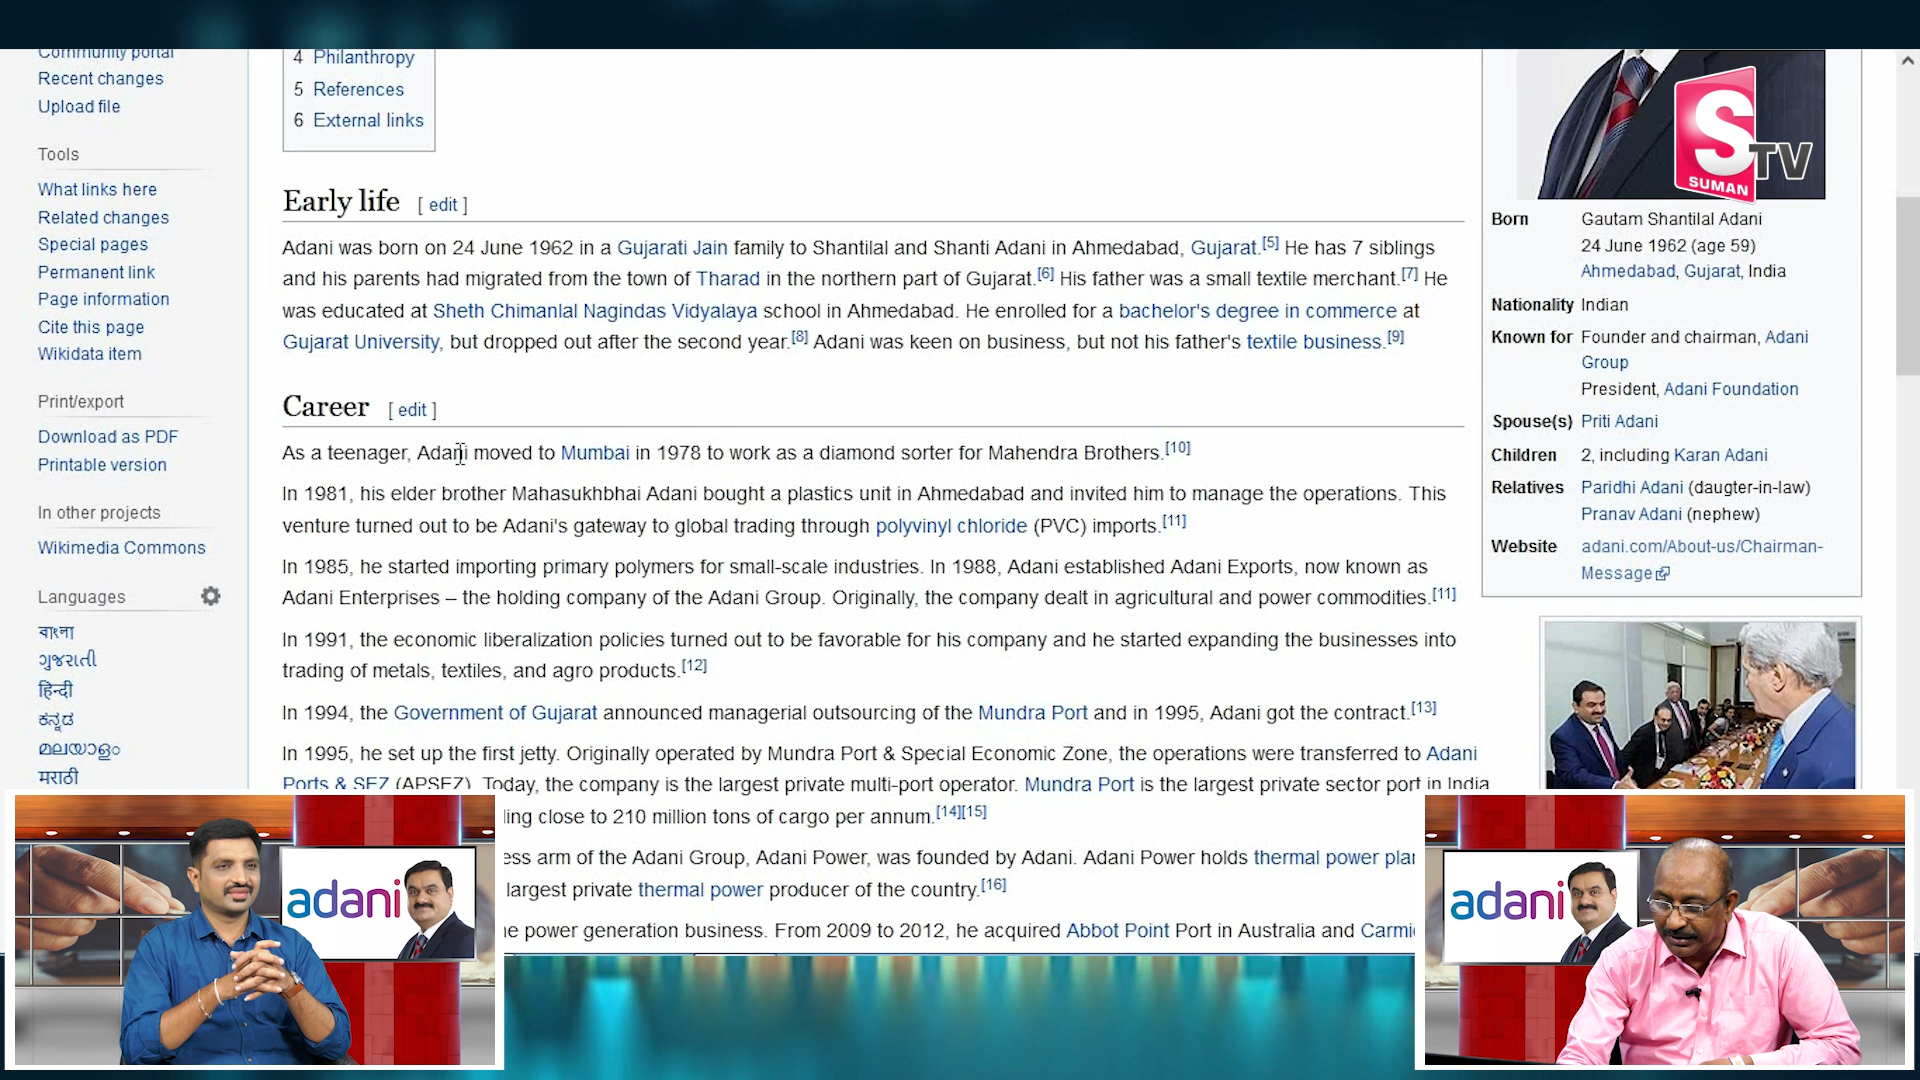 Community portal
Recent changes
Upload file
Tools
What links here
Related changes
Special pages
Permanent link
Page information
Cite this page
Wikidata item
Print/export
Download as PDF
Printable version
In other projects
Wikimedia Commons
Languages
বাংলা
ગુજરાતી
हिन्दी
ಕನ್ನಡ
മലയാളം
मराठी
4 Philanthropy
5 References
6 External links
Early life [ edit ]
Adani was born on 24 June 1962 in a Gujarati Jain family to Shantilal and Shanti Adani in Ahmedabad, Gujarat.[5] He has 7 siblings
and his parents had migrated from the town of Tharad in the northern part of Gujarat.[6] His father was a small textile merchant.[7] He
was educated at Sheth Chimanlal Nagindas Vidyalaya school in Ahmedabad. He enrolled for a bachelor's degree in commerce at
Gujarat University, but dropped out after the second year.[8] Adani was keen on business, but not his father's textile business.[9]
Career [ edit ]
As a teenager, Adani moved to Mumbai in 1978 to work as a diamond sorter for Mahendra Brothers.[10]
In 1981, his elder brother Mahasukhbhai Adani bought a plastics unit in Ahmedabad and invited him to manage the operations. This
venture turned out to be Adani's gateway to global trading through polyvinyl chloride (PVC) imports.[11]
In 1985, he started importing primary polymers for small-scale industries. In 1988, Adani established Adani Exports, now known as
Adani Enterprises – the holding company of the Adani Group. Originally, the company dealt in agricultural and power commodities.[11]
In 1991, the economic liberalization policies turned out to be favorable for his company and he started expanding the businesses into
trading of metals, textiles, and agro products.[12]
In 1994, the Government of Gujarat announced managerial outsourcing of the Mundra Port and in 1995, Adani got the contract.[13]
In 1995, he set up the first jetty. Originally operated by Mundra Port & Special Economic Zone, the operations were transferred to Adani
Ports & SEZ (APSEZ). Today, the company is the largest private multi-port operator. Mundra Port is the largest private sector port in India
ling close to 210 million tons of cargo per annum.[14][15]
ess arm of the Adani Group, Adani Power, was founded by Adani. Adani Power holds thermal power plan
largest private thermal power producer of the country.[16]
e power generation business. From 2009 to 2012, he acquired Abbot Point Port in Australia and Carmi
S TV
SUMAN
Born Gautam Shantilal Adani
24 June 1962 (age 59)
Ahmedabad, Gujarat, India
Nationality Indian
Known for Founder and chairman, Adani
Group
President, Adani Foundation
Spouse(s) Priti Adani
Children 2, including Karan Adani
Relatives Paridhi Adani (daugter-in-law)
Pranav Adani (nephew)
Website adani.com/About-us/Chairman-
Message
adani
adani